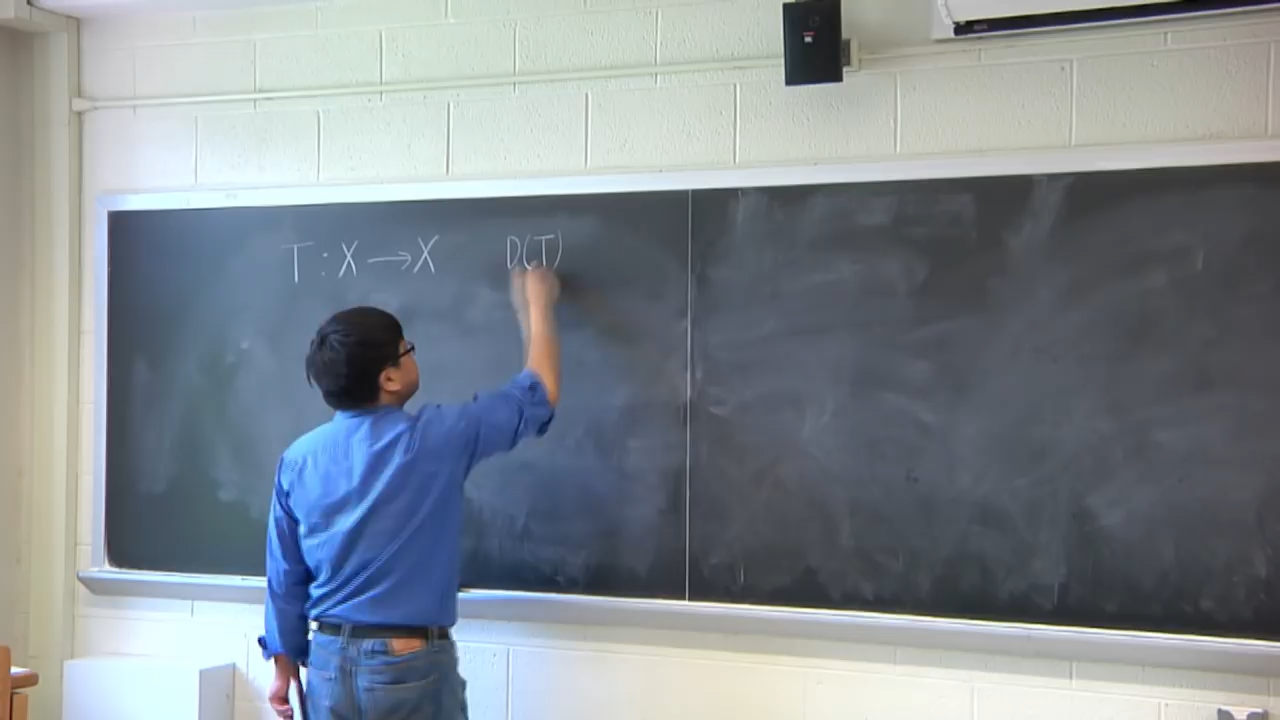 T : X → X D(T)